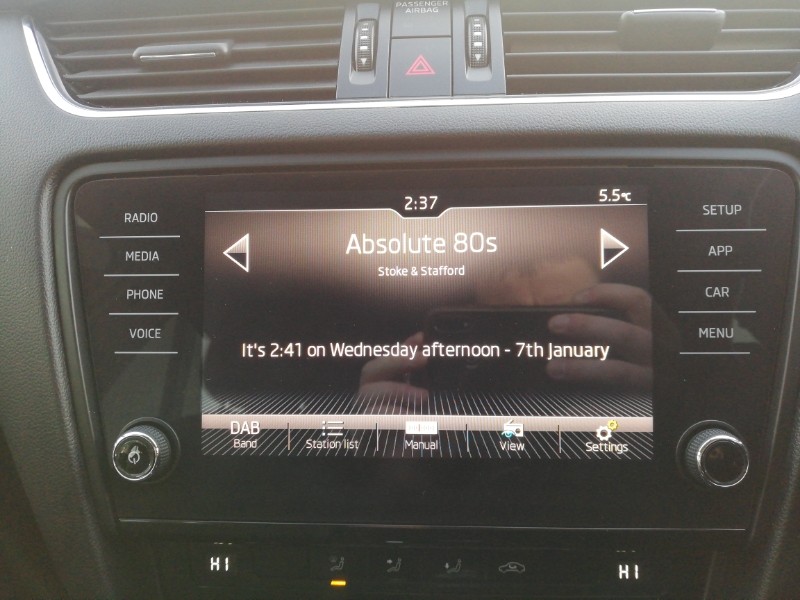 PASSENGER
AIRBAG
2:37
5.5°C
RADIO
MEDIA
PHONE
VOICE
Absolute 80s
Stoke & Stafford
It's 2:41 on Wednesday afternoon - 7th January
DAB
Band
Station list
Manual
View
Settings
SETUP
APP
CAR
MENU
HI
HI